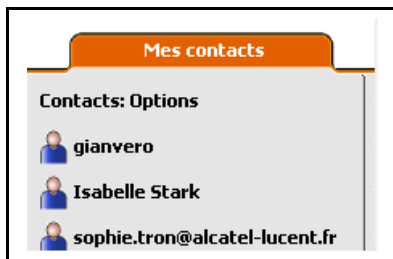 Mes contacts
Contacts: Options
gianvero
Isabelle Stark
sophie.tron@alcatel-lucent.fr